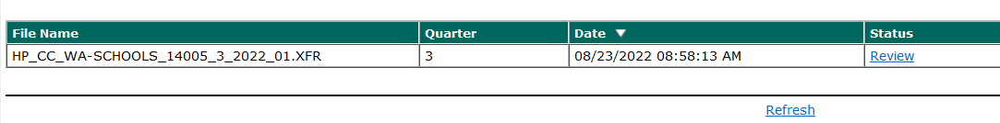 File Name Quarter Date ▼ Status
HP_CC_WA-SCHOOLS_14005_3_2022_01.XFR 3 08/23/2022 08:58:13 AM Review
Refresh